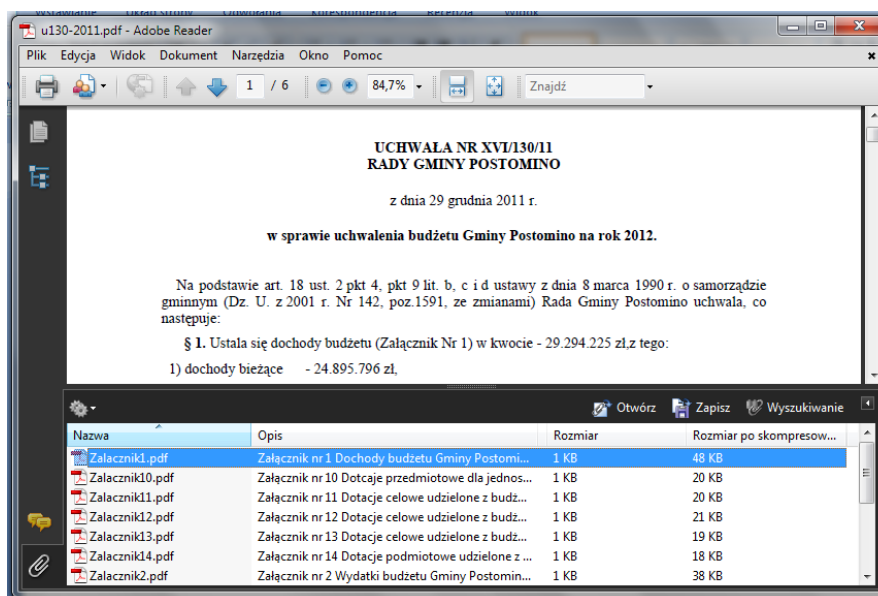 Wstawianie Układ strony Odwołania Korespondencja Recenzja Widok
u130-2011.pdf - Adobe Reader
Plik Edycja Widok Dokument Narzędzia Okno Pomoc
1 / 6 84,7% Znajdź
UCHWAŁA NR XVI/130/11
RADY GMINY POSTOMINO
z dnia 29 grudnia 2011 r.
w sprawie uchwalenia budżetu Gminy Postomino na rok 2012.
Na podstawie art. 18 ust. 2 pkt 4, pkt 9 lit. b, c i d ustawy z dnia 8 marca 1990 r. o samorządzie
gminnym (Dz. U. z 2001 r. Nr 142, poz.1591, ze zmianami) Rada Gminy Postomino uchwala, co
następuje:
§ 1. Ustala się dochody budżetu (Załącznik Nr 1) w kwocie - 29.294.225 zł,z tego:
1) dochody bieżące - 24.895.796 zł,
Otwórz Zapisz Wyszukiwanie
Nazwa Opis Rozmiar Rozmiar po skompresow...
Zalacznik1.pdf Załącznik nr 1 Dochody budżetu Gminy Postomi... 1 KB 48 KB
Zalacznik10.pdf Załącznik nr 10 Dotcaje przedmiotowe dla jednos... 1 KB 20 KB
Zalacznik11.pdf Załącznik nr 11 Dotacje celowe udzielone z budż... 1 KB 20 KB
Zalacznik12.pdf Załącznik nr 12 Dotacje celowe udzielone z budż... 1 KB 21 KB
Zalacznik13.pdf Załącznik nr 13 Dotacje celowe udzielone z budż... 1 KB 19 KB
Zalacznik14.pdf Załącznik nr 14 Dotacje podmiotowe udzielone z ... 1 KB 18 KB
Zalacznik2.pdf Załącznik nr 2 Wydatki budżetu Gminy Postomin... 1 KB 38 KB